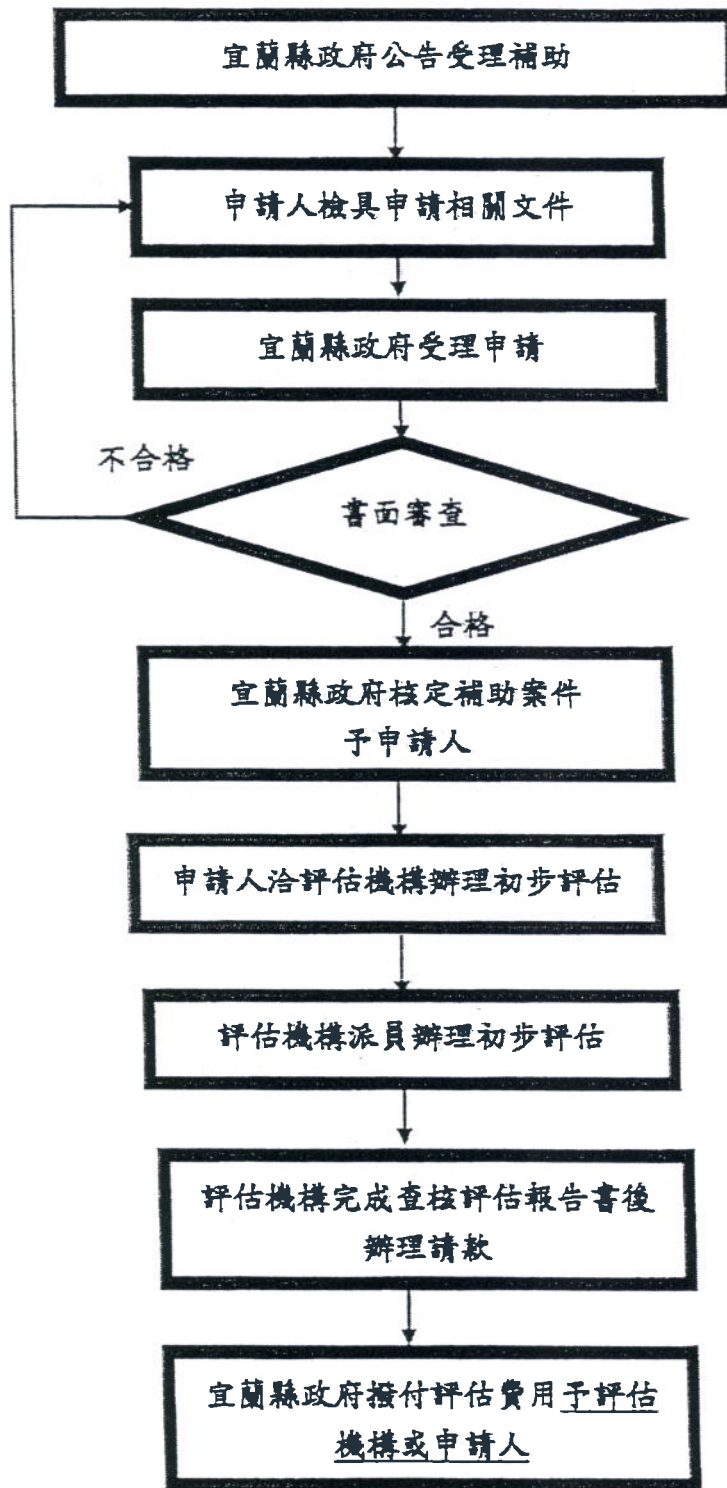 宜蘭縣政府公告受理補助
申請人檢具申請相關文件
宜蘭縣政府受理申請
不合格
書面審查
合格
宜蘭縣政府核定補助案件
予申請人
申請人洽評估機構辦理初步評估
評估機構派員辦理初步評估
評估機構完成查核評估報告書後
辦理請款
宜蘭縣政府撥付評估費用予評估
機構或申請人